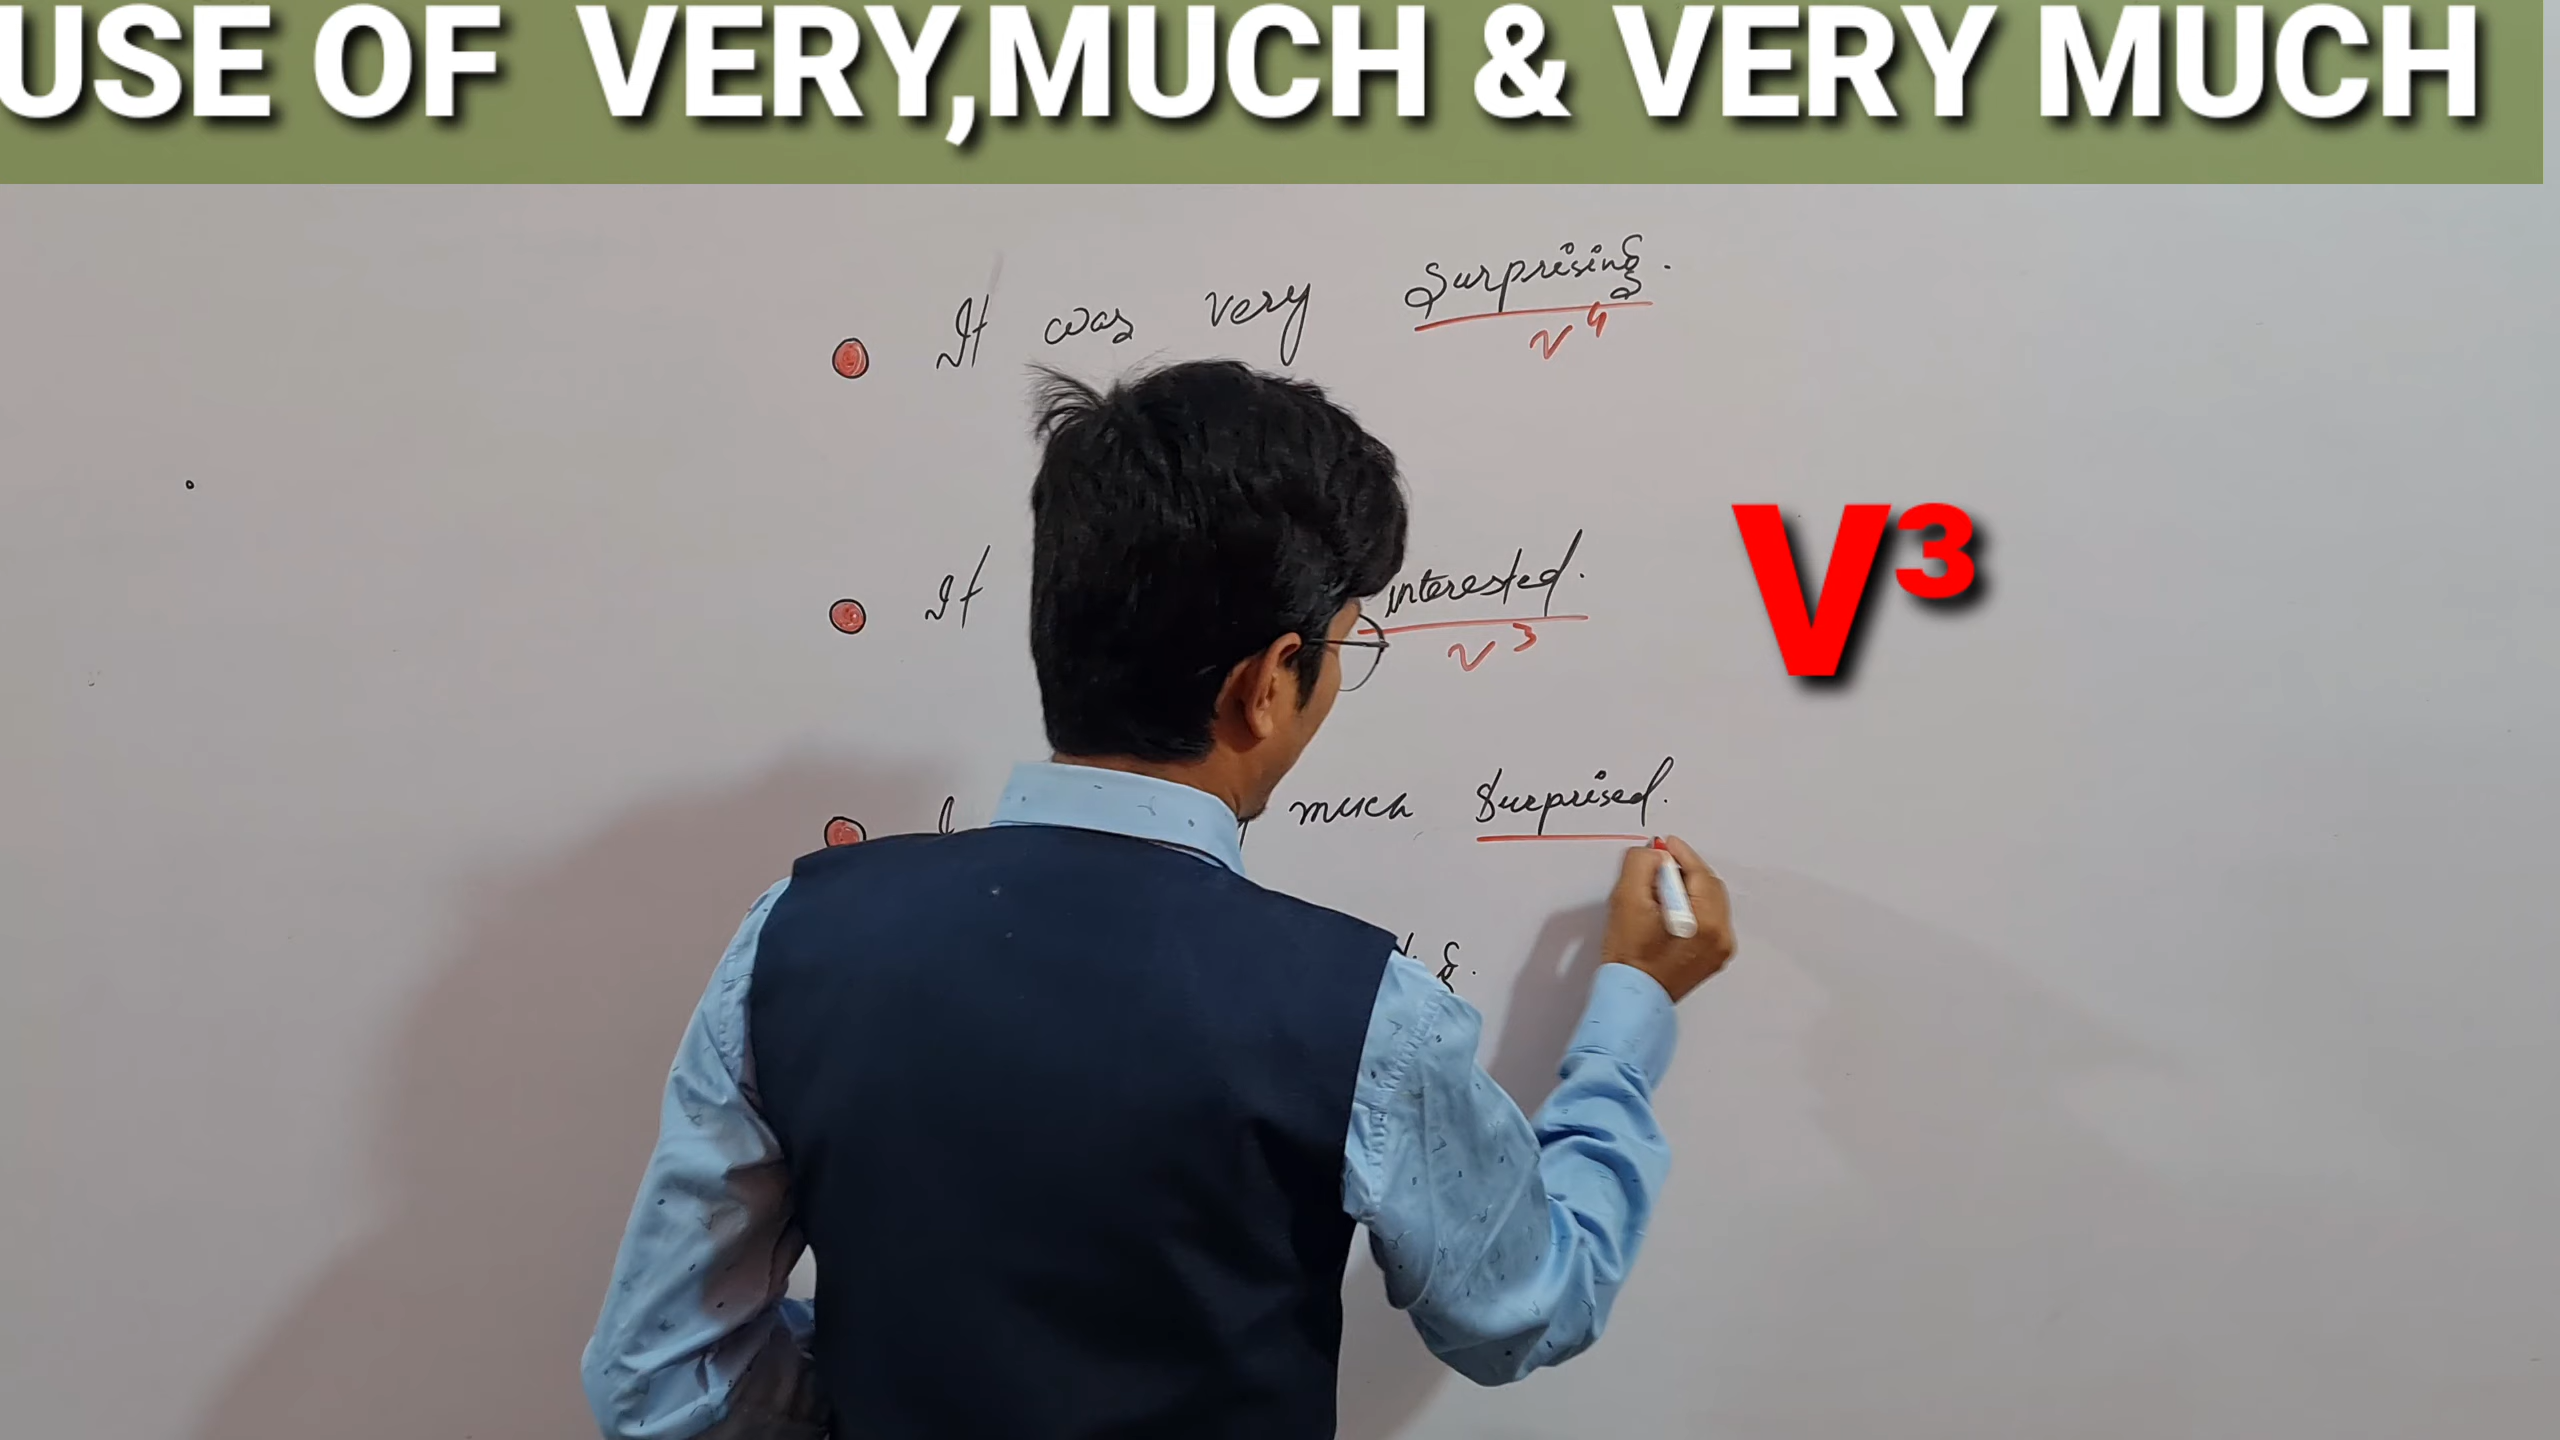 USE OF VERY,MUCH & VERY MUCH
It was very Surprising.
V4
It interested.
V3
V³
much Surprised.